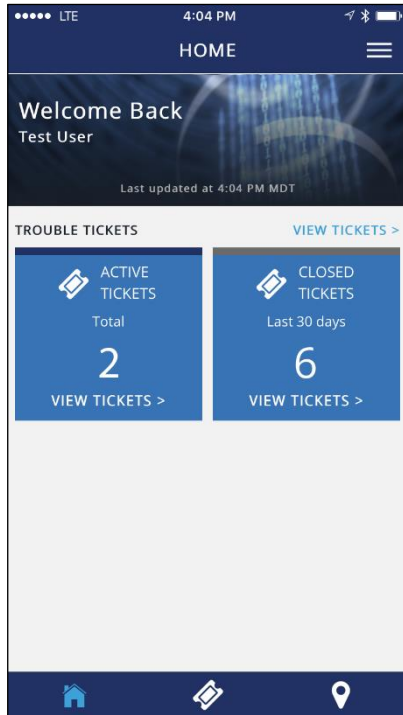 LTE 4:04 PM
HOME
Welcome Back
Test User
Last updated at 4:04 PM MDT
TROUBLE TICKETS VIEW TICKETS >
ACTIVE
TICKETS
Total
2
VIEW TICKETS >
CLOSED
TICKETS
Last 30 days
6
VIEW TICKETS >